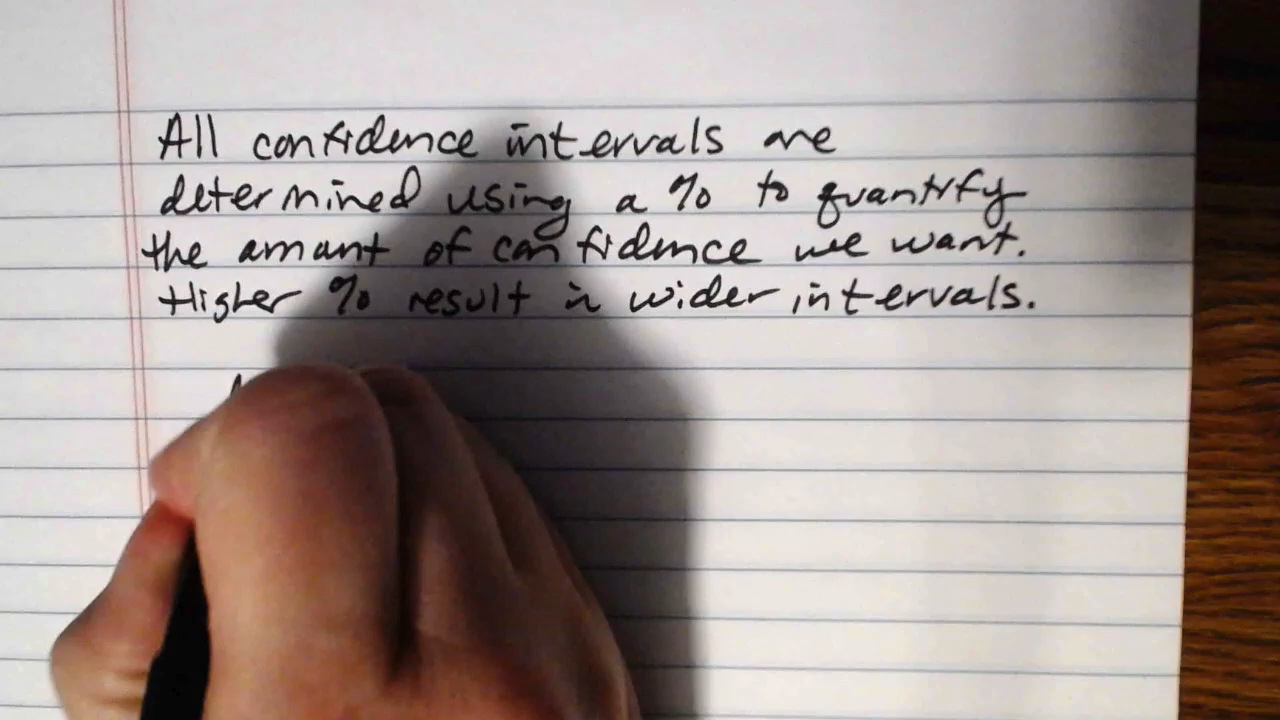 All confidence intervals are
determined using a % to quantify
the amount of confidence we want.
Higher % result in wider intervals.